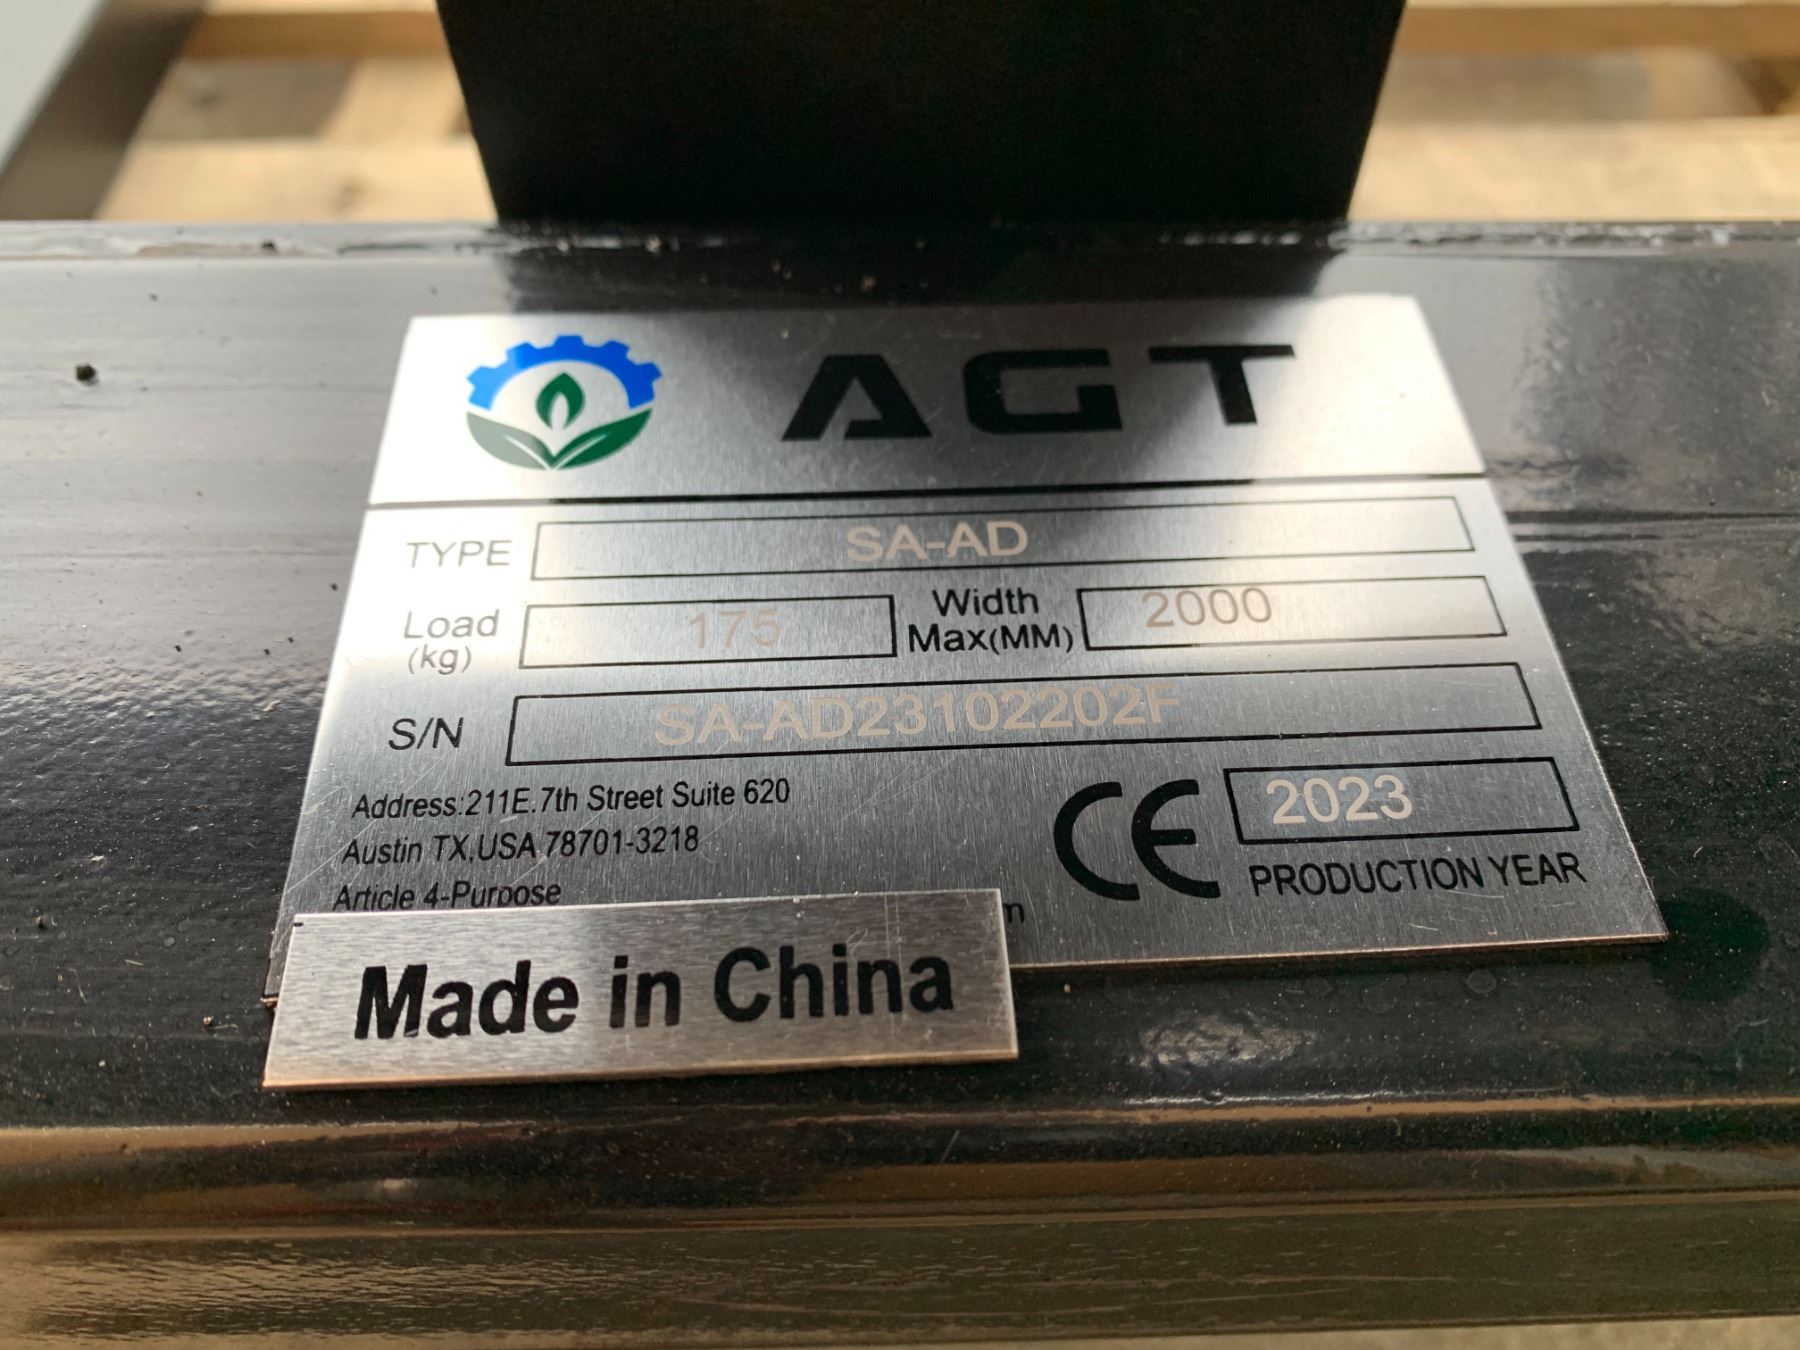 AGT
TYPE SA-AD
Load (kg) 175 Width Max(MM) 2000
S/N SA-AD23102202F
Address:211E.7th Street Suite 620
Austin TX,USA 78701-3218
Article 4-Purpose
CE 2023
PRODUCTION YEAR
Made in China